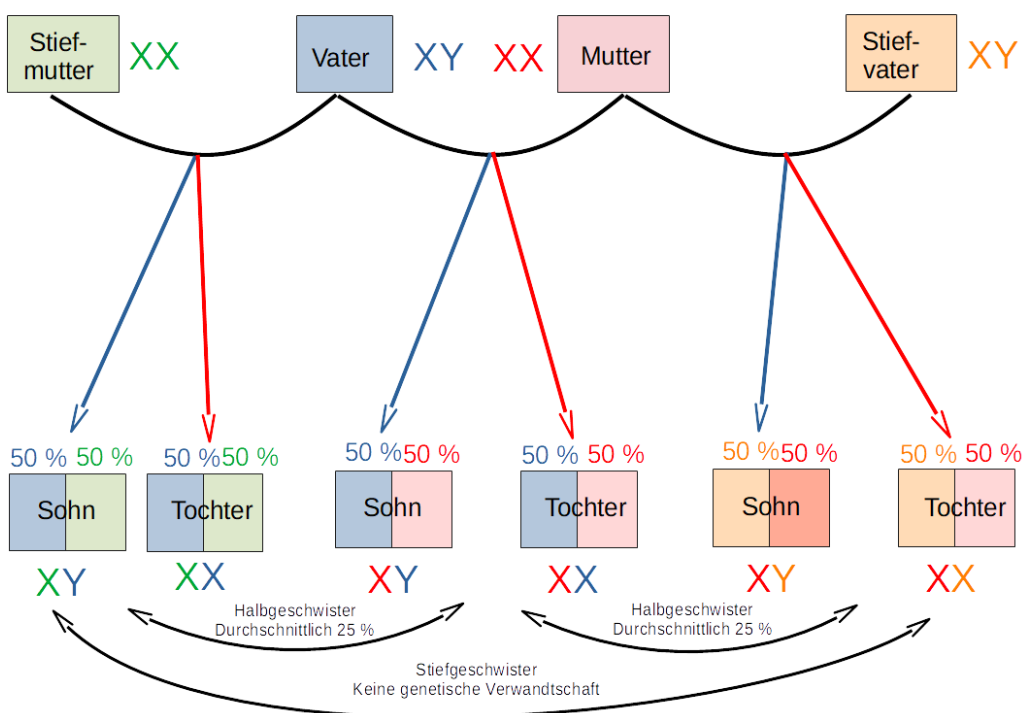 Stief-
mutter
XX
Vater
XY
XX
Mutter
Stief-
vater
XY
50 % 50 %
50 % 50 %
50 % 50 %
50 % 50 %
50 % 50 %
50 % 50 %
Sohn
Tochter
Sohn
Tochter
Sohn
Tochter
XY
XX
XY
XX
XY
XX
Halbgeschwister
Durchschnittlich 25 %
Halbgeschwister
Durchschnittlich 25 %
Stiefgeschwister
Keine genetische Verwandtschaft